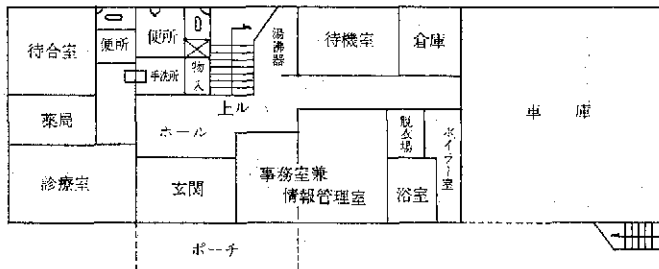 待合室
便所
便所
手洗所
物入
上ル
湯沸器
待機室
倉庫
車庫
薬局
ホール
脱衣場
ボイラー室
診療室
玄関
事務室兼
情報管理室
浴室
ポーチ